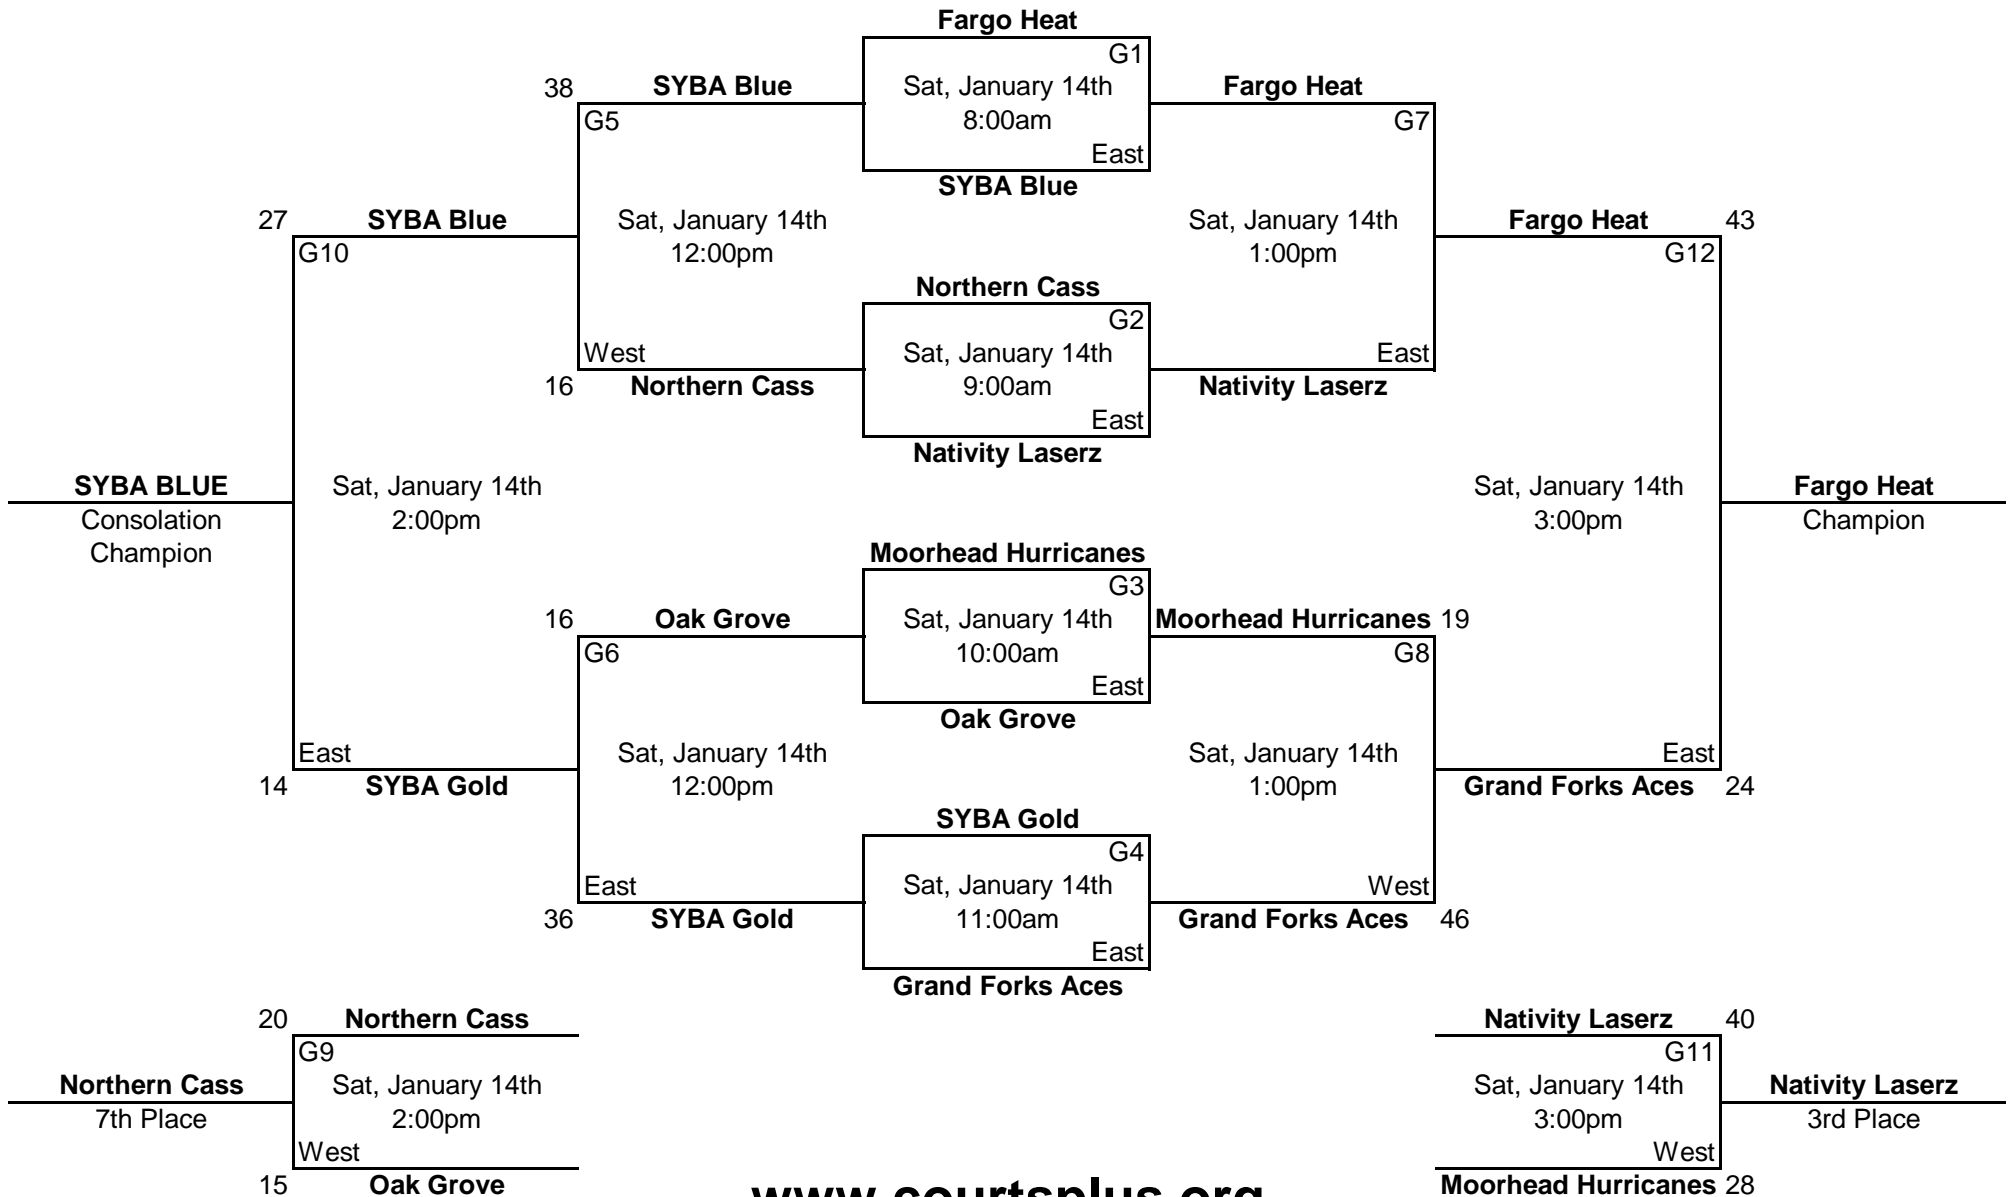 Fargo Heat
G1
38 SYBA Blue Sat, January 14th Fargo Heat
G5 8:00am G7
East
SYBA Blue
27 SYBA Blue Sat, January 14th Sat, January 14th Fargo Heat 43
G10 12:00pm 1:00pm G12
Northern Cass
G2
West Sat, January 14th East
16 Northern Cass 9:00am Nativity Laserz
East
Nativity Laserz
SYBA BLUE Sat, January 14th Sat, January 14th Fargo Heat
Consolation 2:00pm 3:00pm Champion
Champion Moorhead Hurricanes
G3
16 Oak Grove Sat, January 14th Moorhead Hurricanes 19
G6 10:00am G8
East
Oak Grove
East Sat, January 14th Sat, January 14th East
14 SYBA Gold 12:00pm 1:00pm Grand Forks Aces 24
SYBA Gold
G4
East Sat, January 14th West
36 SYBA Gold 11:00am Grand Forks Aces 46
East
Grand Forks Aces
20 Northern Cass Nativity Laserz 40
G9 G11
Northern Cass Sat, January 14th Sat, January 14th Nativity Laserz
7th Place 2:00pm 3:00pm 3rd Place
West West
15 Oak Grove www.courtsplus.org Moorhead Hurricanes 28